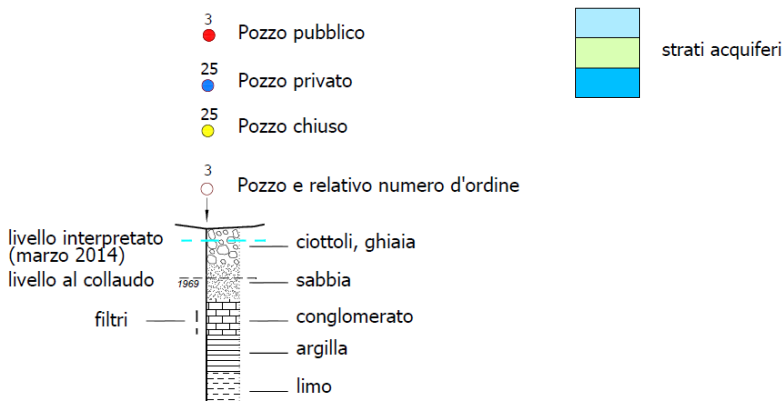 3
Pozzo pubblico
strati acquiferi
25
Pozzo privato
25
Pozzo chiuso
3
Pozzo e relativo numero d'ordine
livello interpretato
(marzo 2014)
ciottoli, ghiaia
livello al collaudo
1969
sabbia
filtri
conglomerato
argilla
limo